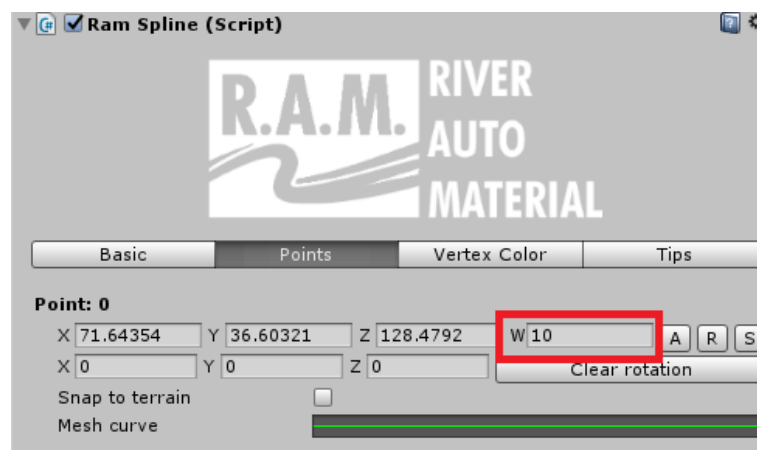 Ram Spline (Script)
R.A.M. RIVER
AUTO
MATERIAL
Basic Points Vertex Color Tips
Point: 0
X 71.64354 Y 36.60321 Z 128.4792 W 10 A R S
X 0 Y 0 Z 0 Clear rotation
Snap to terrain
Mesh curve